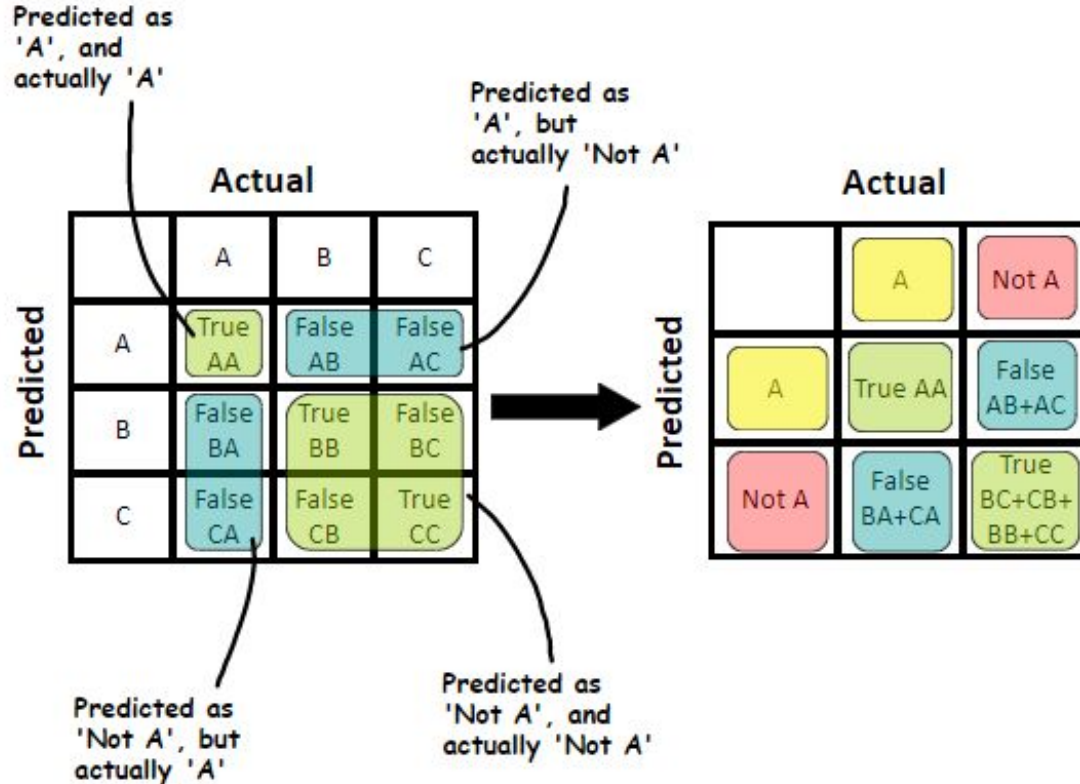 Predicted as
'A', and
actually 'A'
Predicted as
'A', but
actually 'Not A'
Actual
Predicted
A B C
A True AA False AB False AC
B False BA True BB False BC
C False CA False CB True CC
Predicted as
'Not A', but
actually 'A'
Predicted as
'Not A', and
actually 'Not A'
Actual
Predicted
A Not A
A True AA False AB+AC
Not A False BA+CA True BC+CB+ BB+CC